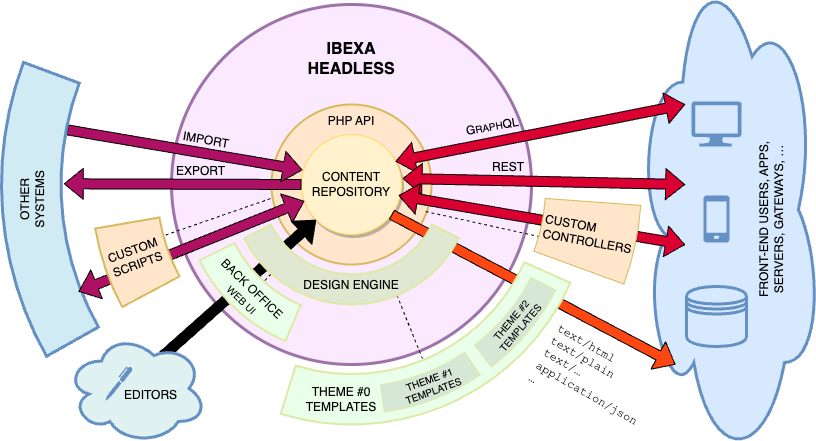 IBEXA
HEADLESS
PHP API
CONTENT
REPOSITORY
IMPORT
EXPORT
GRAPHQL
REST
OTHER
SYSTEMS
CUSTOM
SCRIPTS
CUSTOM
CONTROLLERS
BACK OFFICE
WEB UI
DESIGN ENGINE
EDITORS
THEME #0
TEMPLATES
THEME #1
TEMPLATES
THEME #2
TEMPLATES
text/html
text/plain
text/…
application/json
…
FRONT-END USERS, APPS,
SERVERS, GATEWAYS, …